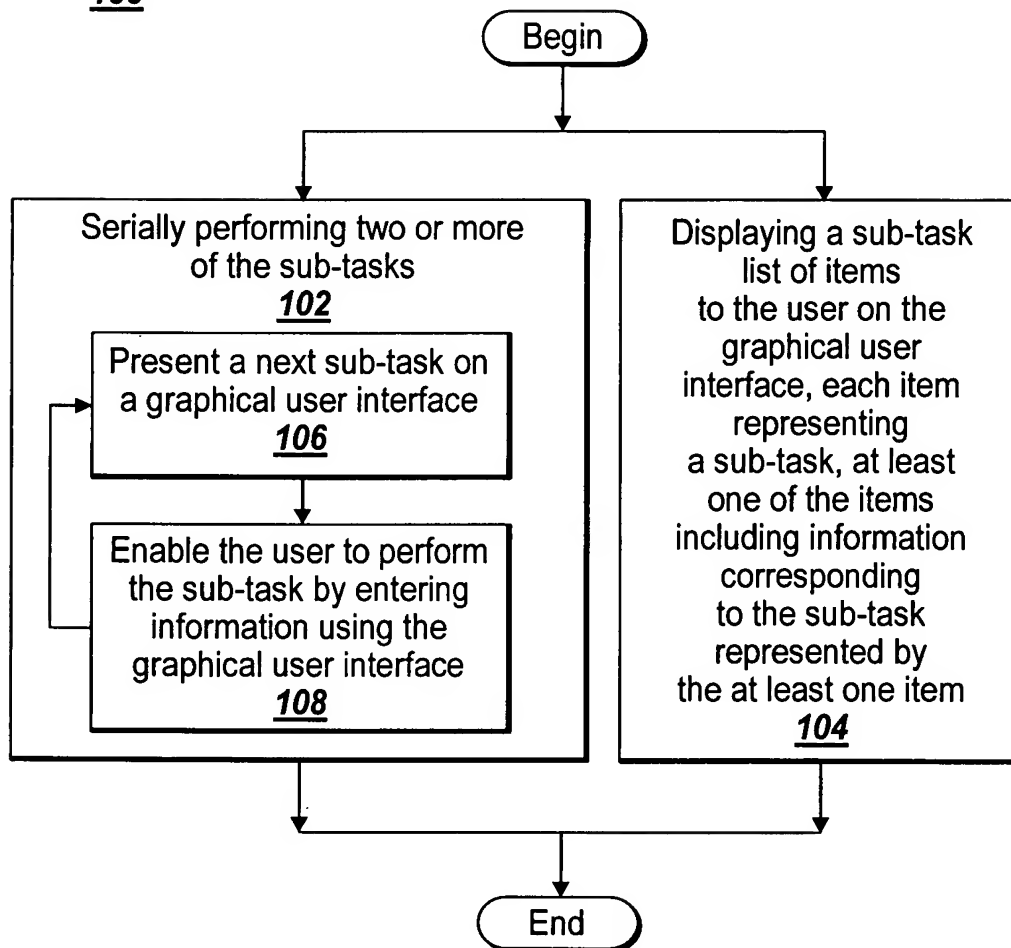 Begin
Serially performing two or more
of the sub-tasks
102
Present a next sub-task on
a graphical user interface
106
Enable the user to perform
the sub-task by entering
information using the
graphical user interface
108
Displaying a sub-task
list of items
to the user on the
graphical user
interface, each item
representing
a sub-task, at least
one of the items
including information
corresponding
to the sub-task
represented by
the at least one item
104
End